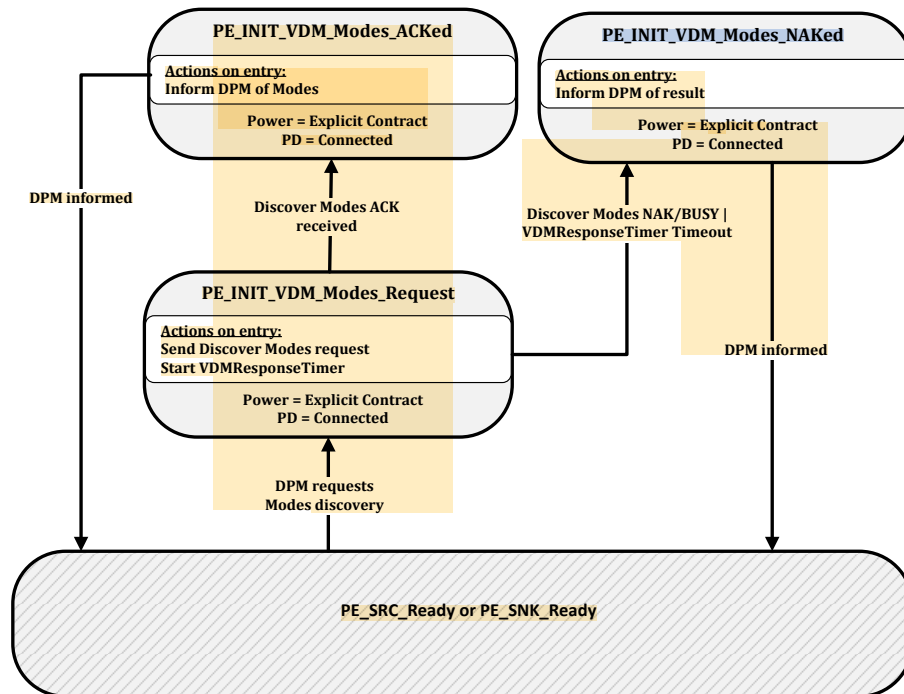 PE_INIT_VDM_Modes_ACKed
Actions on entry:
Inform DPM of Modes
Power = Explicit Contract
PD = Connected
PE_INIT_VDM_Modes_NAKed
Actions on entry:
Inform DPM of result
Power = Explicit Contract
PD = Connected
DPM informed
Discover Modes ACK
received
Discover Modes NAK/BUSY |
VDMResponseTimer Timeout
PE_INIT_VDM_Modes_Request
Actions on entry:
Send Discover Modes request
Start VDMResponseTimer
Power = Explicit Contract
PD = Connected
DPM informed
DPM requests
Modes discovery
PE_SRC_Ready or PE_SNK_Ready